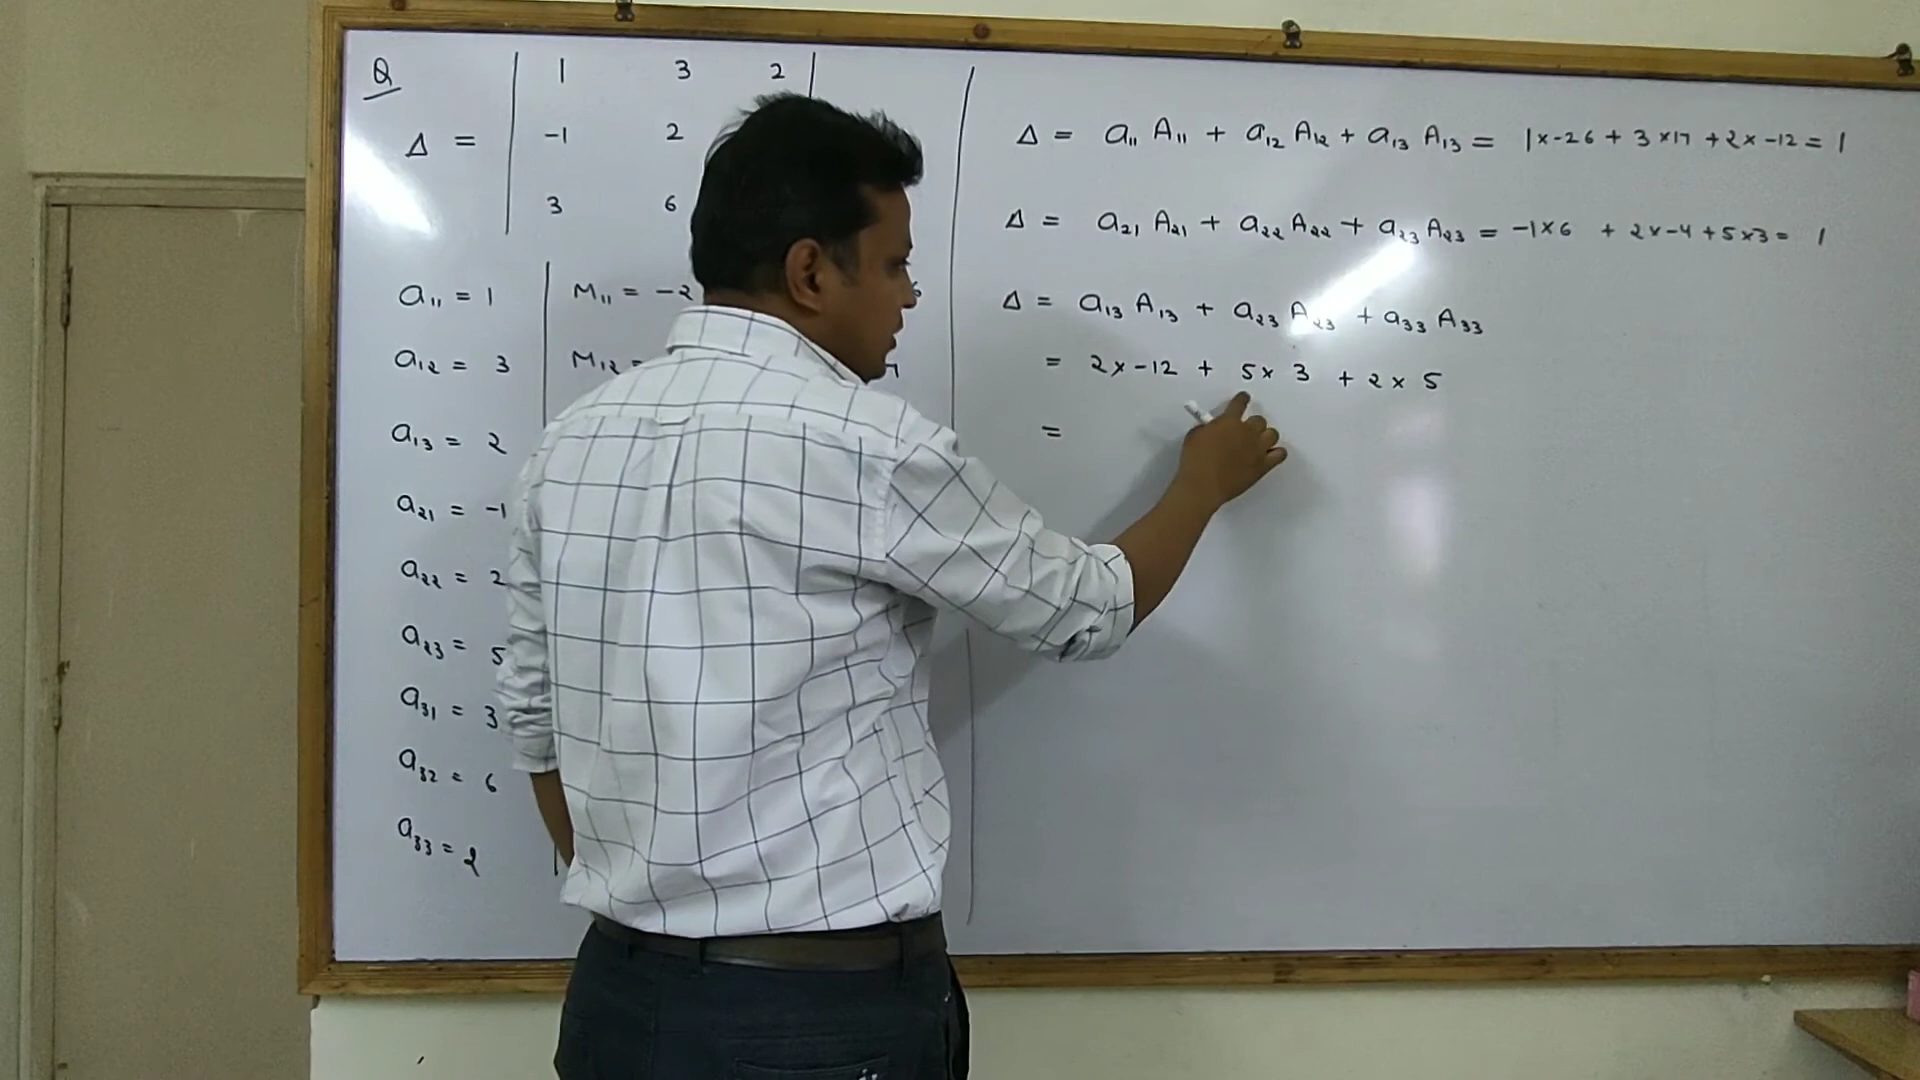 Q
Δ =
1 3 2
-1 2
3 6
a₁₁ = 1
a₁₂ = 3
a₁₃ = 2
a₂₁ = -1
a₂₂ = 2
a₂₃ = 5
a₃₁ = 3
a₃₂ = 6
a₃₃ = 2
M₁₁ = -2
M₁₂ =
Δ = a₁₁ A₁₁ + a₁₂ A₁₂ + a₁₃ A₁₃ = 1×-26 + 3×17 + 2×-12 = 1
Δ = a₂₁ A₂₁ + a₂₂ A₂₂ + a₂₃ A₂₃ = -1×6 + 2×-4 + 5×3 = 1
Δ = a₁₃ A₁₃ + a₂₃ A₂₃ + a₃₃ A₃₃
= 2×-12 + 5×3 + 2×5
=